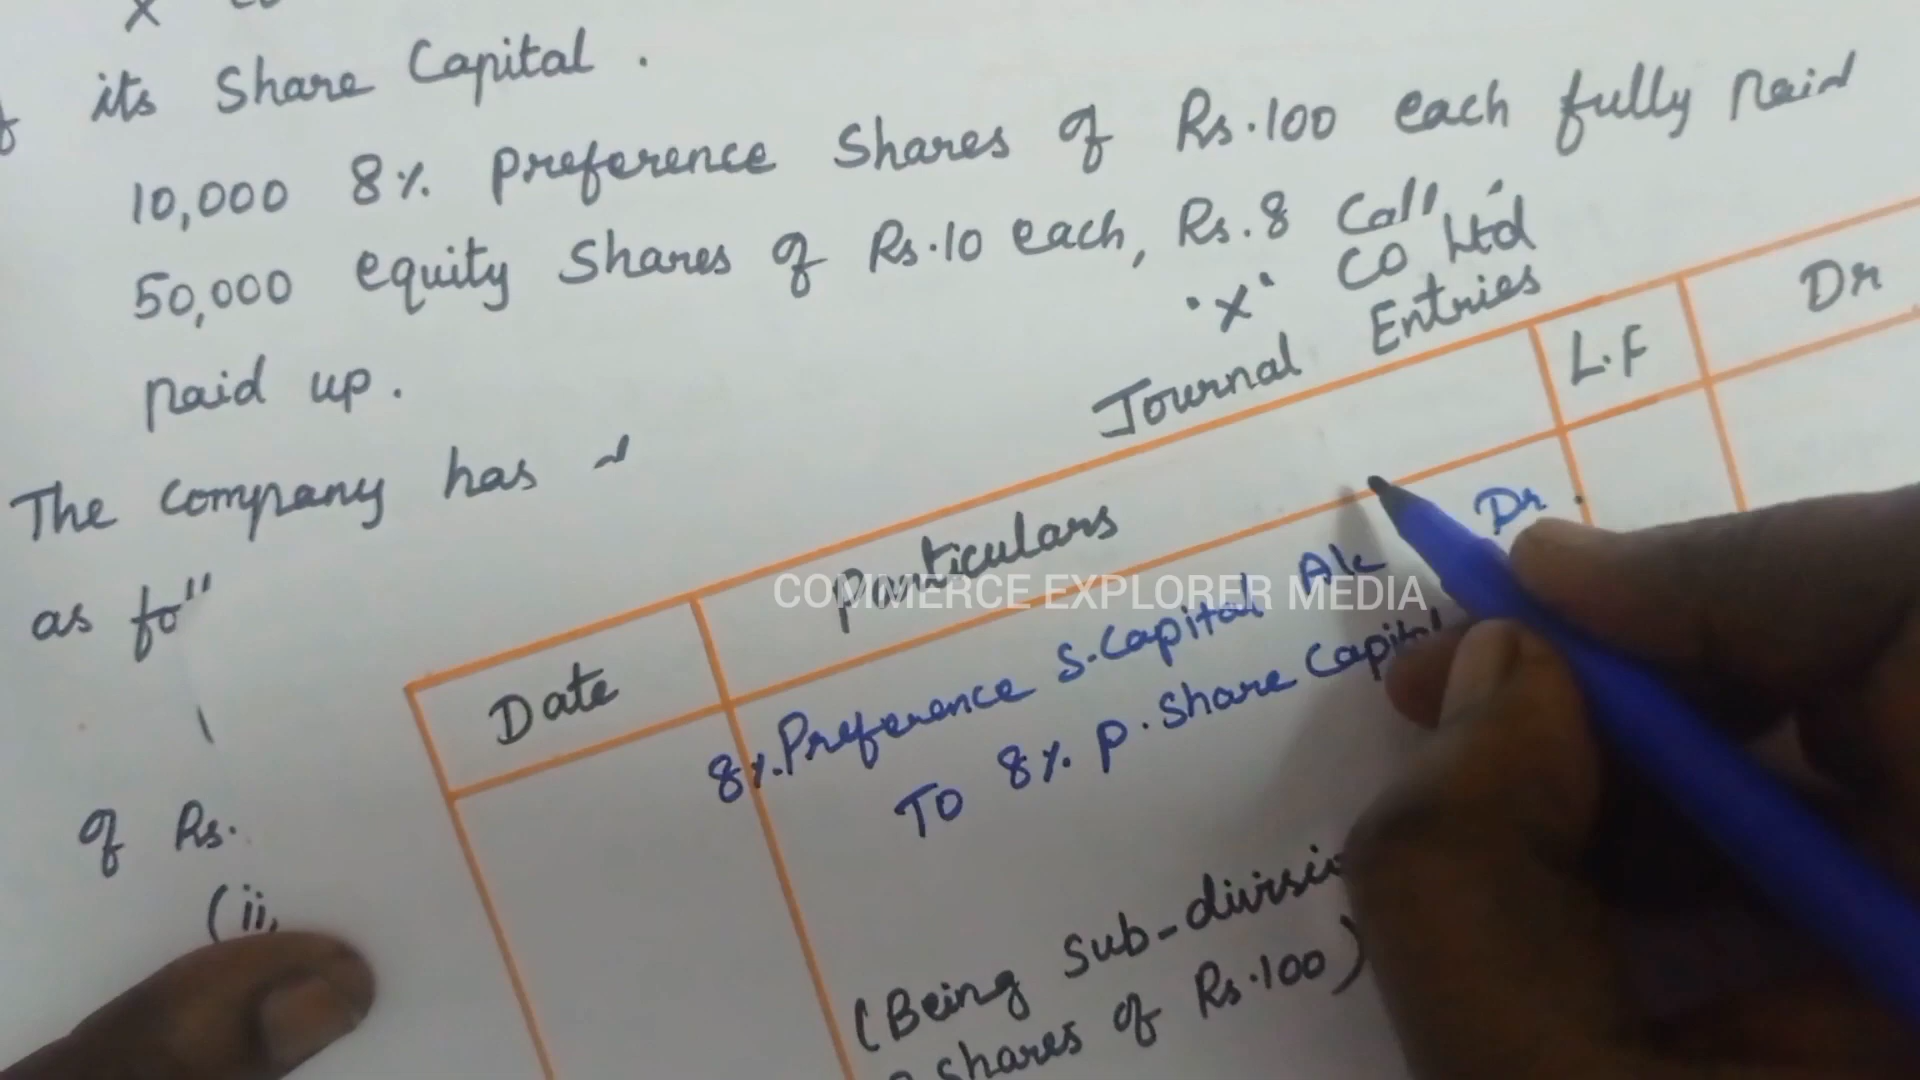 its Share Capital .
10,000 8%. Preference Shares of Rs.100 each fully paid
50,000 equity Shares of Rs.10 each, Rs.8 Call
paid up .
The Company has
as fo"
of Rs.
(ii,
"X" CO Ltd
Journal Entries
Date Particulars L.F Dr
8%.Preference S.Capital A/c Dr
To 8%. P.Share Capital
(Being Sub-divisi
Shares of Rs.100)
COMMERCE EXPLORER MEDIA